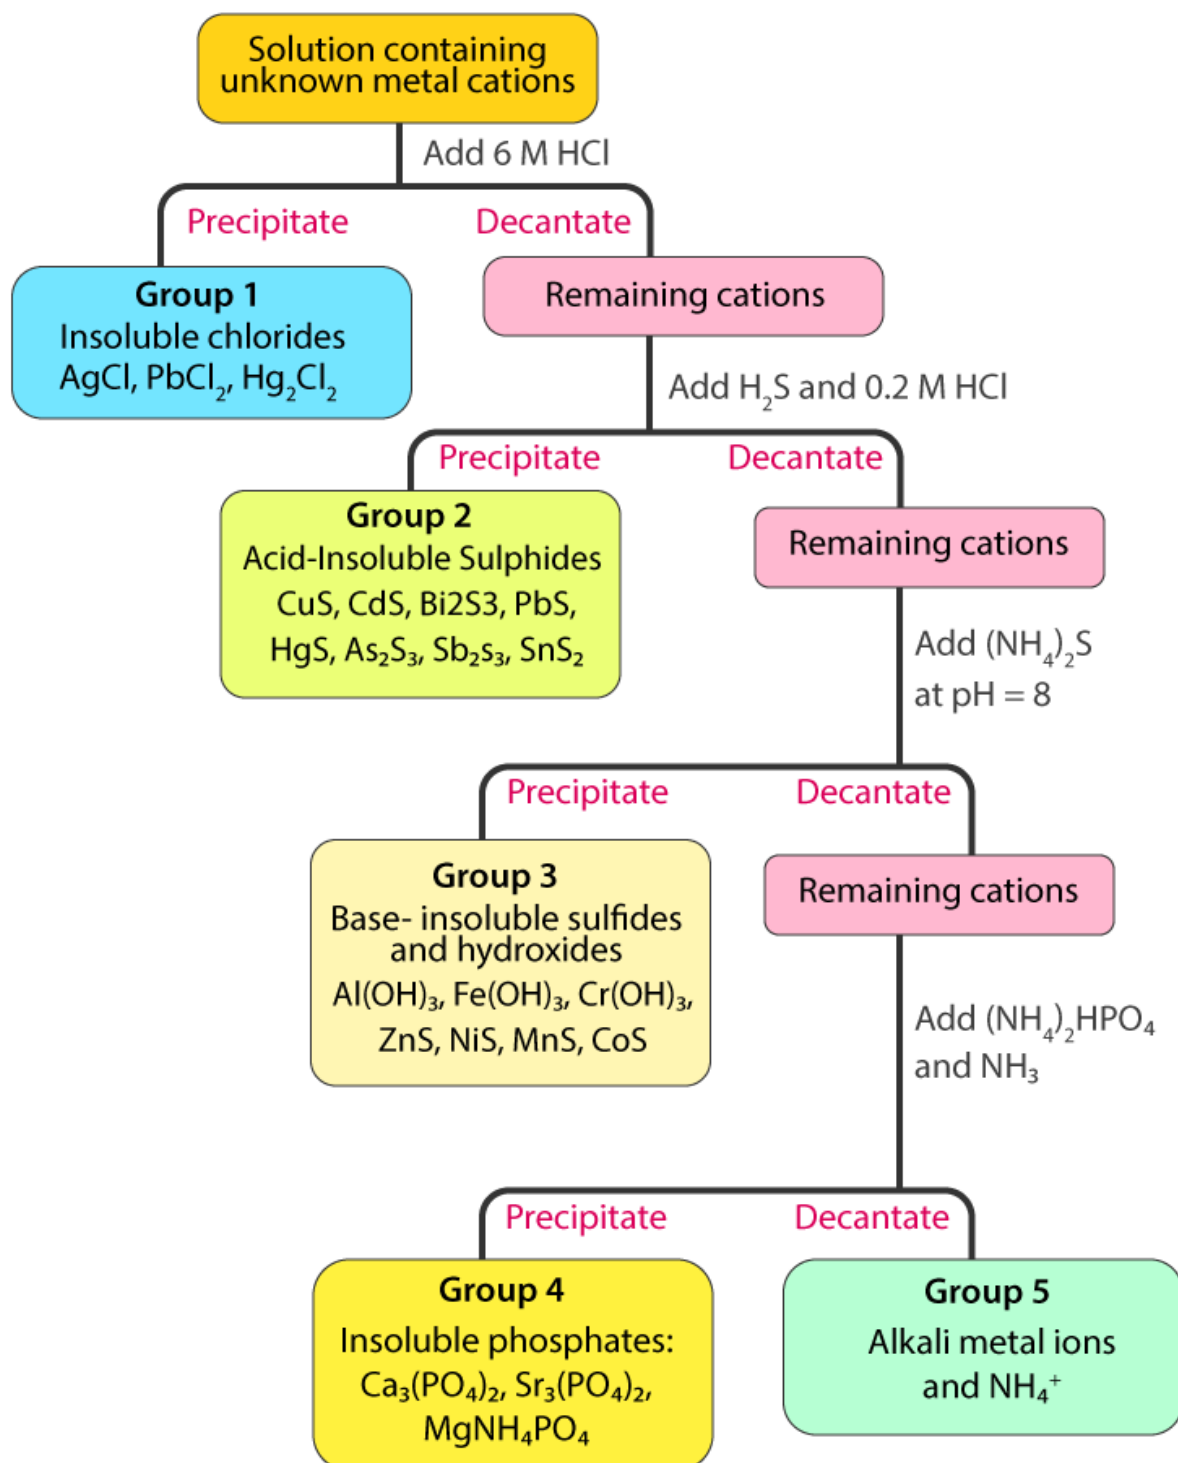 Solution containing
unknown metal cations
Add 6 M HCl
Precipitate
Decantate
Group 1
Insoluble chlorides
AgCl, PbCl₂, Hg₂Cl₂
Remaining cations
Add H₂S and 0.2 M HCl
Precipitate
Decantate
Group 2
Acid-Insoluble Sulphides
CuS, CdS, Bi2S3, PbS,
HgS, As₂S₃, Sb₂s₃, SnS₂
Remaining cations
Add (NH₄)₂S
at pH = 8
Precipitate
Decantate
Group 3
Base- insoluble sulfides
and hydroxides
Al(OH)₃, Fe(OH)₃, Cr(OH)₃,
ZnS, NiS, MnS, CoS
Remaining cations
Add (NH₄)₂HPO₄
and NH₃
Precipitate
Decantate
Group 4
Insoluble phosphates:
Ca₃(PO₄)₂, Sr₃(PO₄)₂,
MgNH₄PO₄
Group 5
Alkali metal ions
and NH₄⁺